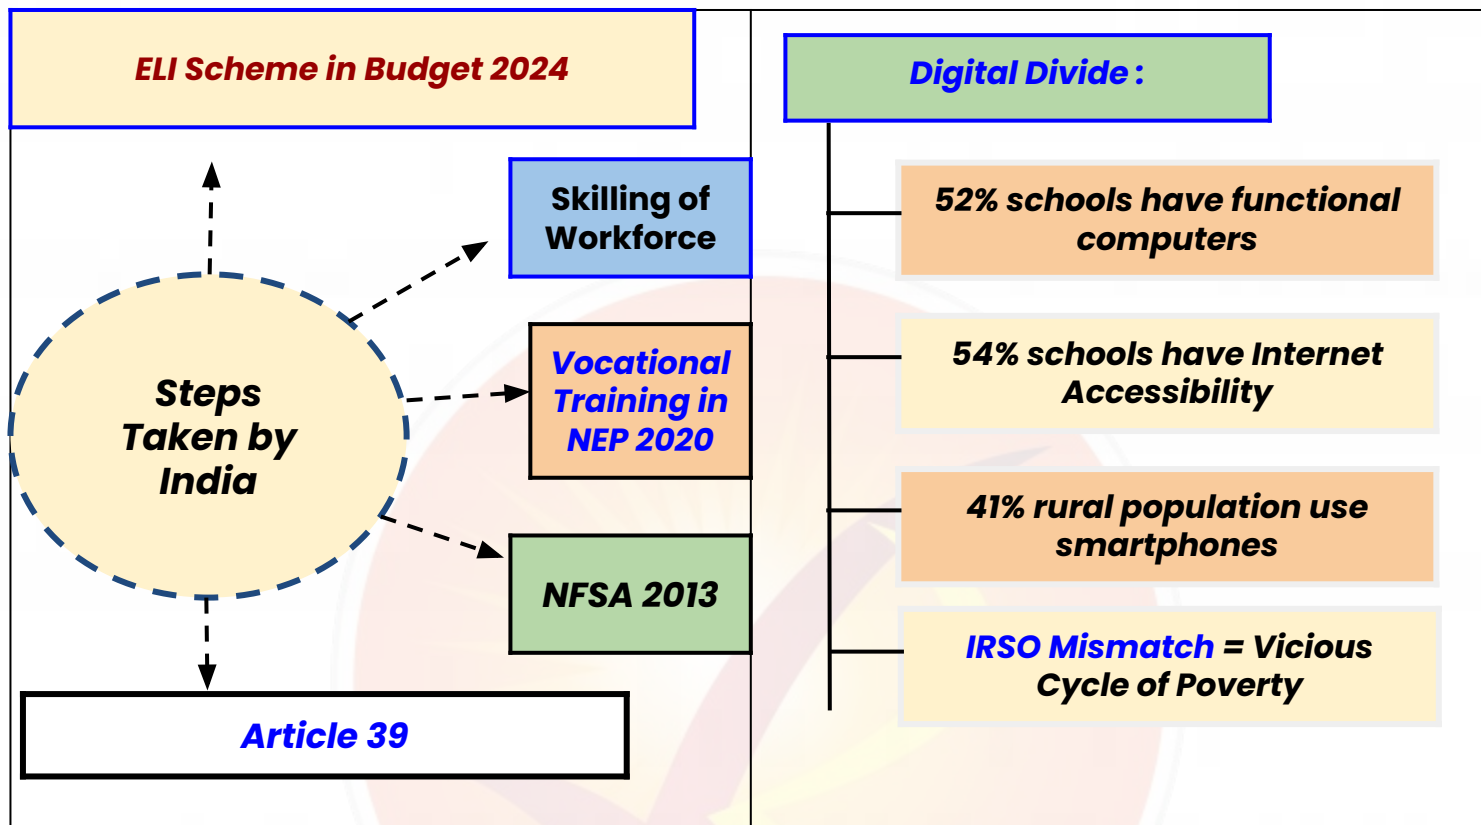 ELI Scheme in Budget 2024
Skilling of
Workforce
Vocational
Training in
NEP 2020
Steps
Taken by
India
NFSA 2013
Article 39
Digital Divide :
52% schools have functional
computers
54% schools have Internet
Accessibility
41% rural population use
smartphones
IRSO Mismatch = Vicious
Cycle of Poverty